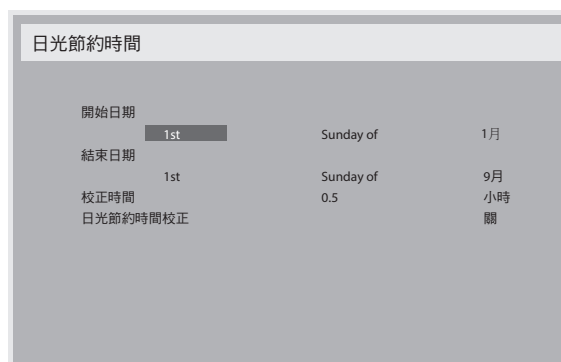 日光節約時間
開始日期
1st Sunday of 1月
結束日期
1st Sunday of 9月
校正時間 0.5 小時
日光節約時間校正 關